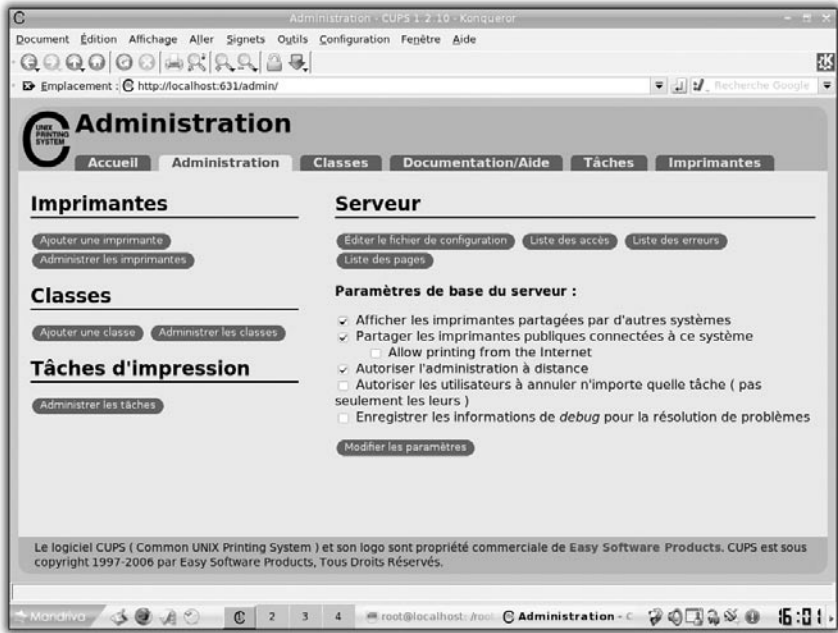 Administration - CUPS 1.2.10 - Konqueror
Document Édition Affichage Aller Signets Outils Configuration Fenêtre Aide
Emplacement : http://localhost:631/admin/ Recherche Google
UNIX PRINTING SYSTEM
Administration
Accueil Administration Classes Documentation/Aide Tâches Imprimantes
Imprimantes
Ajouter une imprimante
Administrer les imprimantes
Classes
Ajouter une classe Administrer les classes
Tâches d'impression
Administrer les tâches
Serveur
Editer le fichier de configuration Liste des accès Liste des erreurs
Liste des pages
Paramètres de base du serveur :
Afficher les imprimantes partagées par d'autres systèmes
Partager les imprimantes publiques connectées à ce système
Allow printing from the Internet
Autoriser l'administration à distance
Autoriser les utilisateurs à annuler n'importe quelle tâche ( pas
seulement les leurs )
Enregistrer les informations de debug pour la résolution de problèmes
Modifier les paramètres
Le logiciel CUPS ( Common UNIX Printing System ) et son logo sont propriété commerciale de Easy Software Products. CUPS est sous
copyright 1997-2006 par Easy Software Products, Tous Droits Réservés.
Mandriva 2 3 4 root@localhost: /root Administration - C 16:01